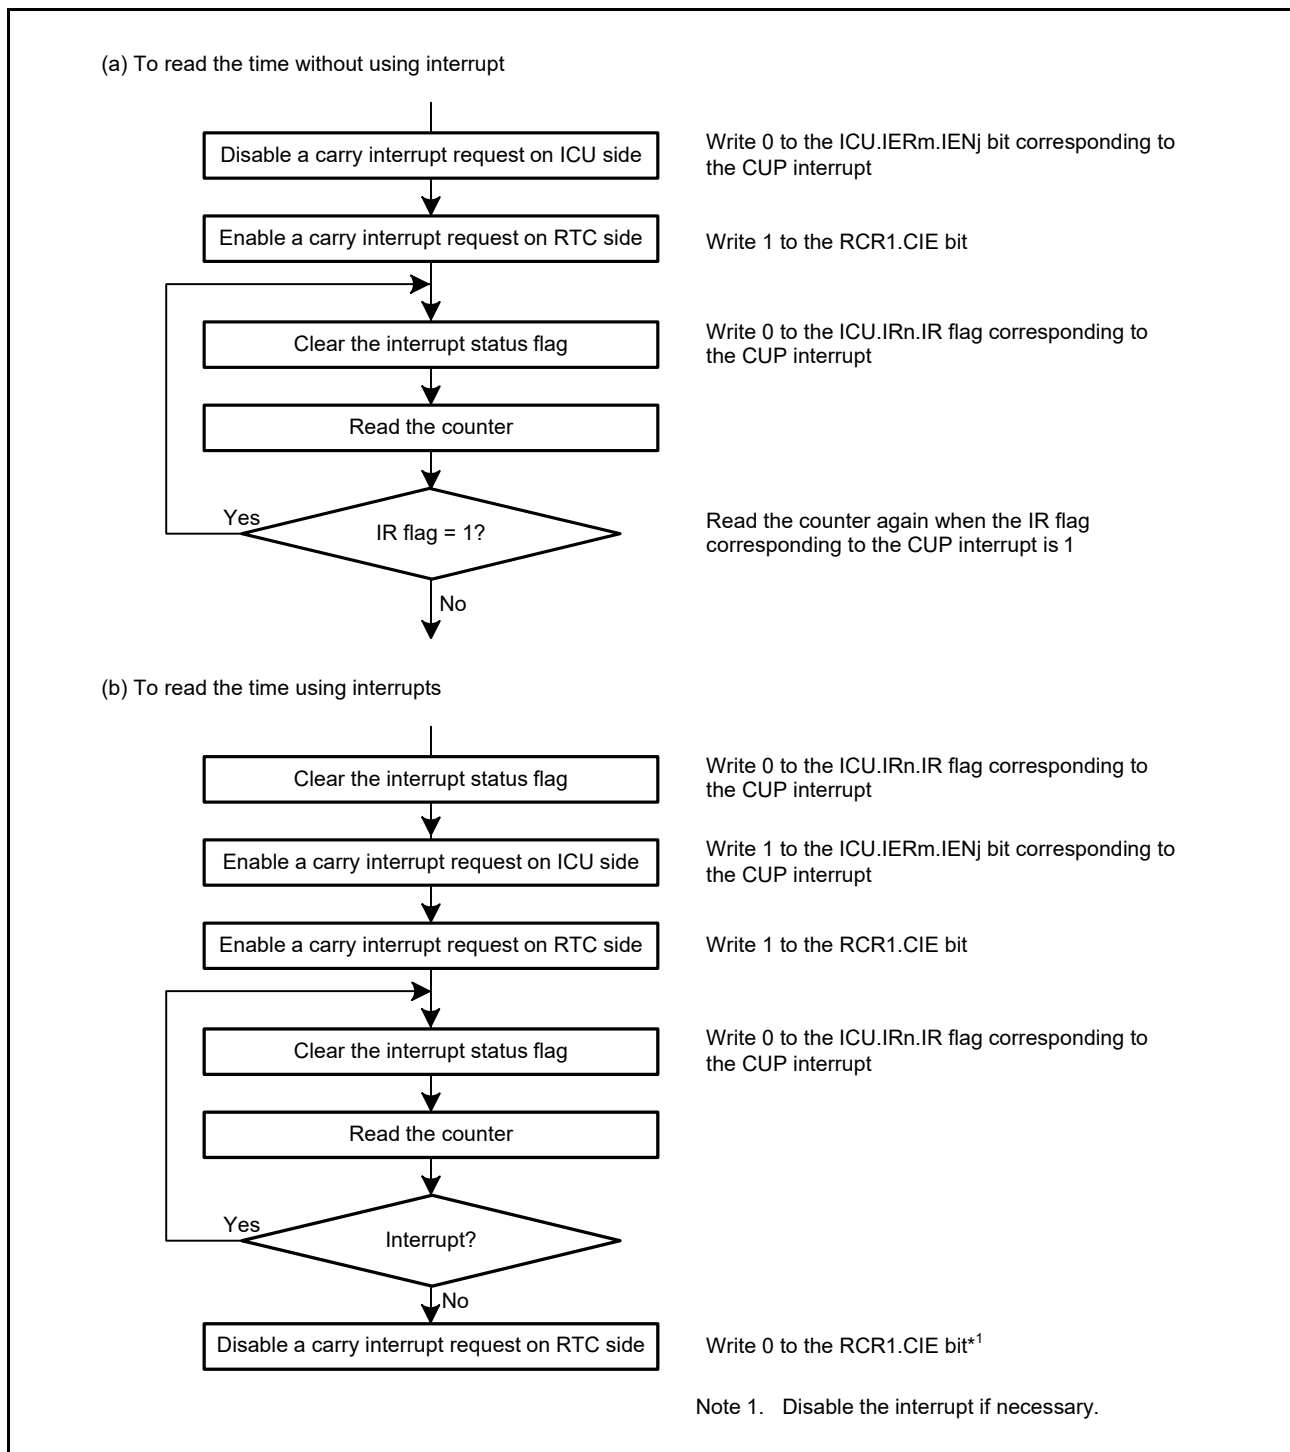 (a) To read the time without using interrupt
Disable a carry interrupt request on ICU side
Write 0 to the ICU.IERm.IENj bit corresponding to
the CUP interrupt
Enable a carry interrupt request on RTC side
Write 1 to the RCR1.CIE bit
Clear the interrupt status flag
Write 0 to the ICU.IRn.IR flag corresponding to
the CUP interrupt
Read the counter
Yes
IR flag = 1?
Read the counter again when the IR flag
corresponding to the CUP interrupt is 1
No
(b) To read the time using interrupts
Clear the interrupt status flag
Write 0 to the ICU.IRn.IR flag corresponding to
the CUP interrupt
Enable a carry interrupt request on ICU side
Write 1 to the ICU.IERm.IENj bit corresponding to
the CUP interrupt
Enable a carry interrupt request on RTC side
Write 1 to the RCR1.CIE bit
Clear the interrupt status flag
Write 0 to the ICU.IRn.IR flag corresponding to
the CUP interrupt
Read the counter
Yes
Interrupt?
No
Disable a carry interrupt request on RTC side
Write 0 to the RCR1.CIE bit*1
Note 1. Disable the interrupt if necessary.